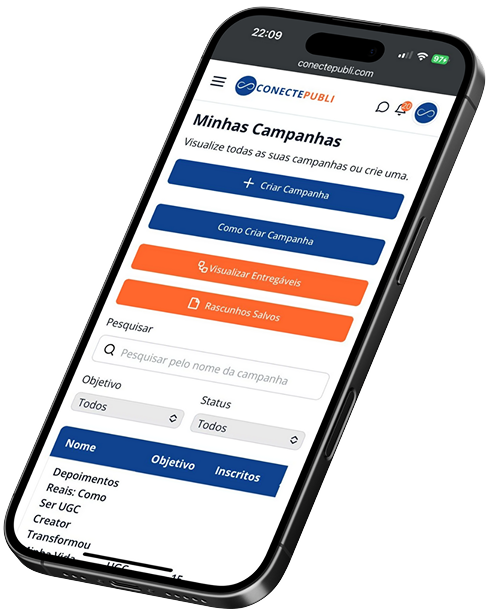 22:09
97
conectepubli.com
CONECTEPUBLI
Minhas Campanhas
Visualize todas as suas campanhas ou crie uma.
Criar Campanha
Como Criar Campanha
Visualizar Entregáveis
Rascunhos Salvos
Pesquisar
Pesquisar pelo nome da campanha
Objetivo Status
Todos Todos
Nome Objetivo Inscritos
Depoimentos
Reais: Como
Ser UGC
Creator
Transformou
Minha Vida UGC 15